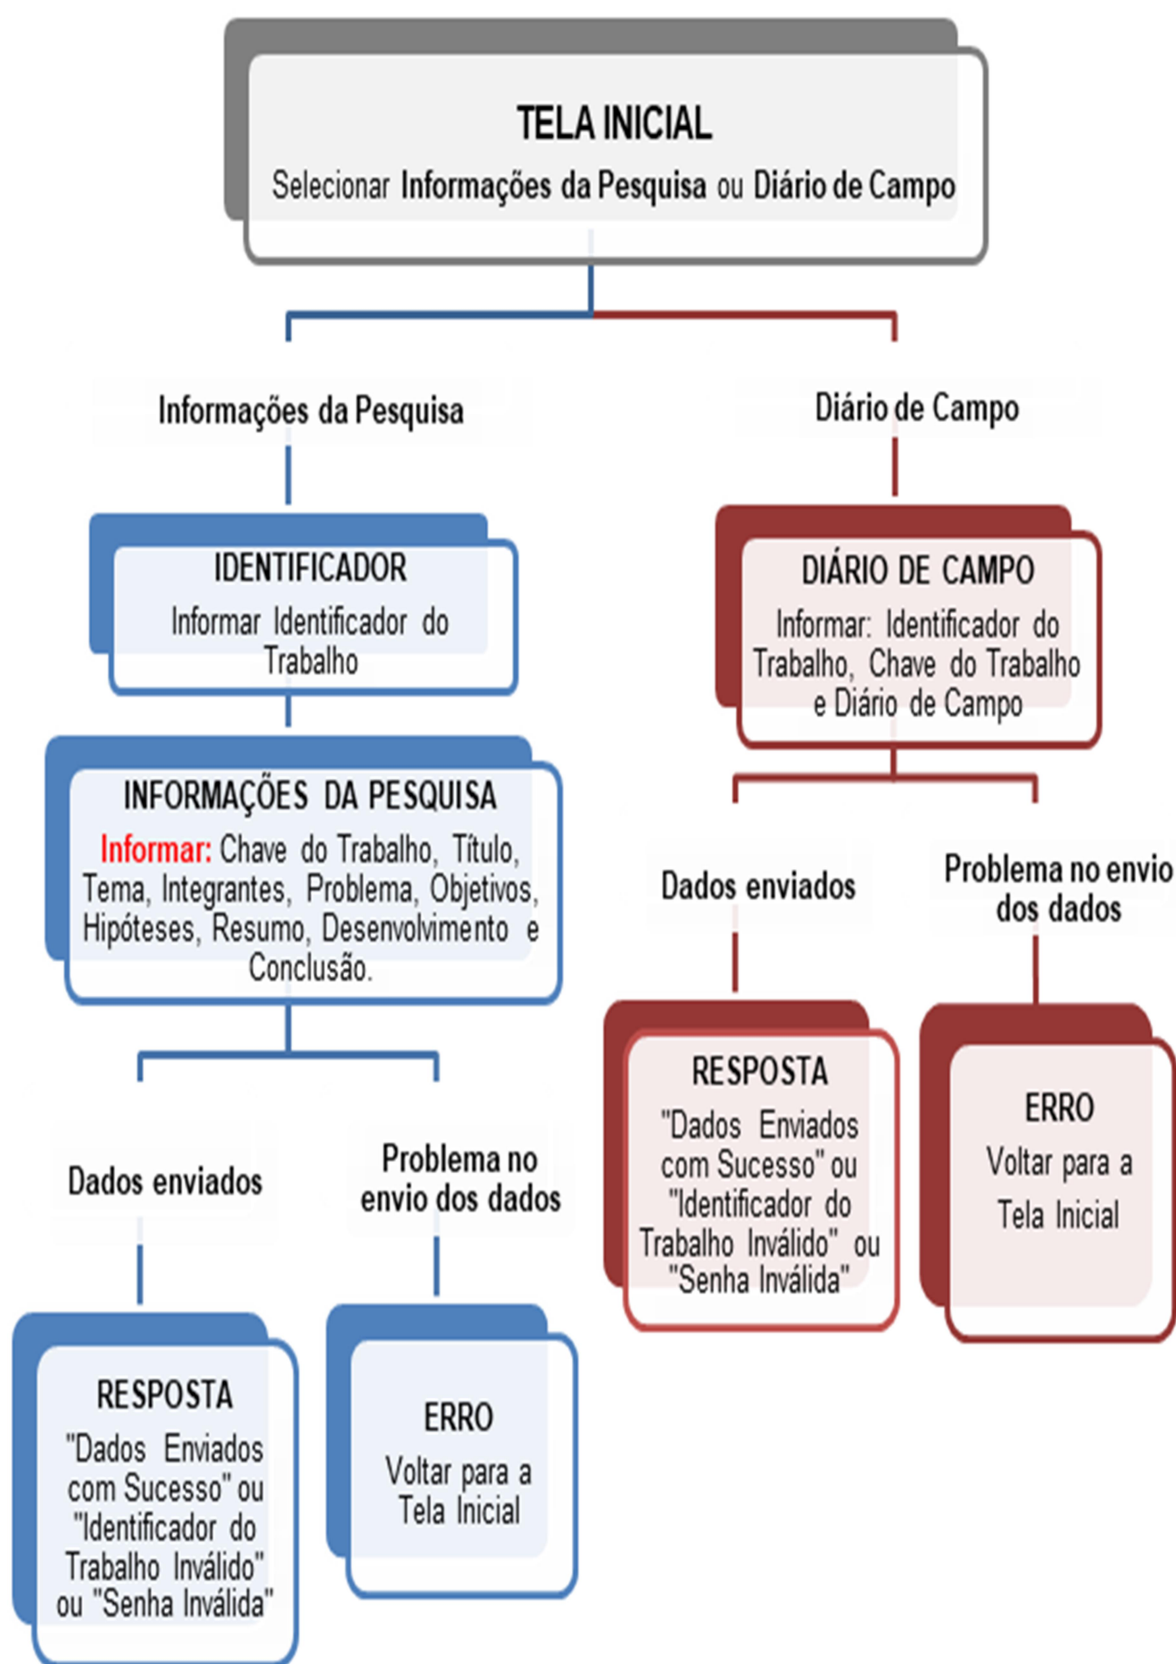 TELA INICIAL
Selecionar Informações da Pesquisa ou Diário de Campo
Informações da Pesquisa
IDENTIFICADOR
Informar Identificador do
Trabalho
INFORMAÇÕES DA PESQUISA
Informar: Chave do Trabalho, Título,
Tema, Integrantes, Problema, Objetivos,
Hipóteses, Resumo, Desenvolvimento e
Conclusão.
Dados enviados
RESPOSTA
"Dados Enviados
com Sucesso" ou
"Identificador do
Trabalho Inválido"
ou "Senha Inválida"
Problema no
envio dos dados
ERRO
Voltar para a
Tela Inicial
Diário de Campo
DIÁRIO DE CAMPO
Informar: Identificador do
Trabalho, Chave do Trabalho
e Diário de Campo
Dados enviados
RESPOSTA
"Dados Enviados
com Sucesso" ou
"Identificador do
Trabalho Inválido" ou
"Senha Inválida"
Problema no envio
dos dados
ERRO
Voltar para a
Tela Inicial